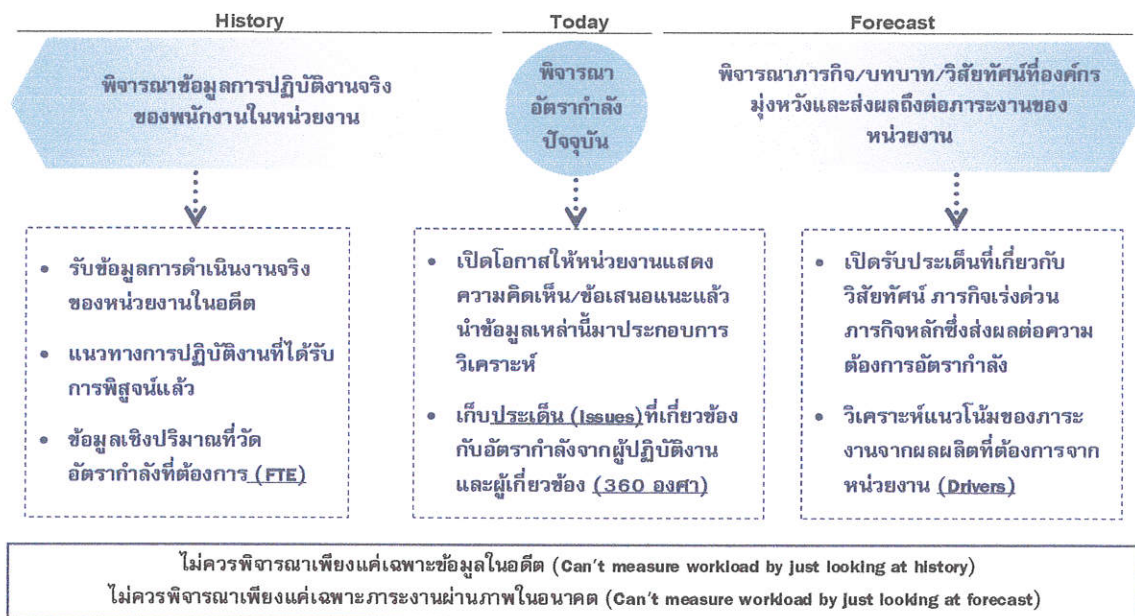 History
Today
Forecast
พิจารณาข้อมูลการปฏิบัติงานจริง
ของพนักงานในหน่วยงาน
พิจารณา
อัตรากำลัง
ปัจจุบัน
พิจารณาภารกิจ/บทบาท/วิสัยทัศน์ที่องค์กร
มุ่งหวังและส่งผลถึงต่อภาระงานของ
หน่วยงาน
• รับข้อมูลการดำเนินงานจริง
ของหน่วยงานในอดีต
• แนวทางการปฏิบัติงานที่ได้รับ
การพิสูจน์แล้ว
• ข้อมูลเชิงปริมาณที่วัด
อัตรากำลังที่ต้องการ (FTE)
• เปิดโอกาสให้หน่วยงานแสดง
ความคิดเห็น/ข้อเสนอแนะแล้ว
นำข้อมูลเหล่านี้มาประกอบการ
วิเคราะห์
• เก็บประเด็น (Issues)ที่เกี่ยวข้อง
กับอัตรากำลังจากผู้ปฏิบัติงาน
และผู้เกี่ยวข้อง (360 องศา)
• เปิดรับประเด็นที่เกี่ยวกับ
วิสัยทัศน์ ภารกิจเร่งด่วน
ภารกิจหลักซึ่งส่งผลต่อความ
ต้องการอัตรากำลัง
• วิเคราะห์แนวโน้มของภาระ
งานจากผลผลิตที่ต้องการจาก
หน่วยงาน (Drivers)
ไม่ควรพิจารณาเพียงแค่เฉพาะข้อมูลในอดีต (Can't measure workload by just looking at history)
ไม่ควรพิจารณาเพียงแค่เฉพาะภาระงานผ่านภาพในอนาคต (Can't measure workload by just looking at forecast)